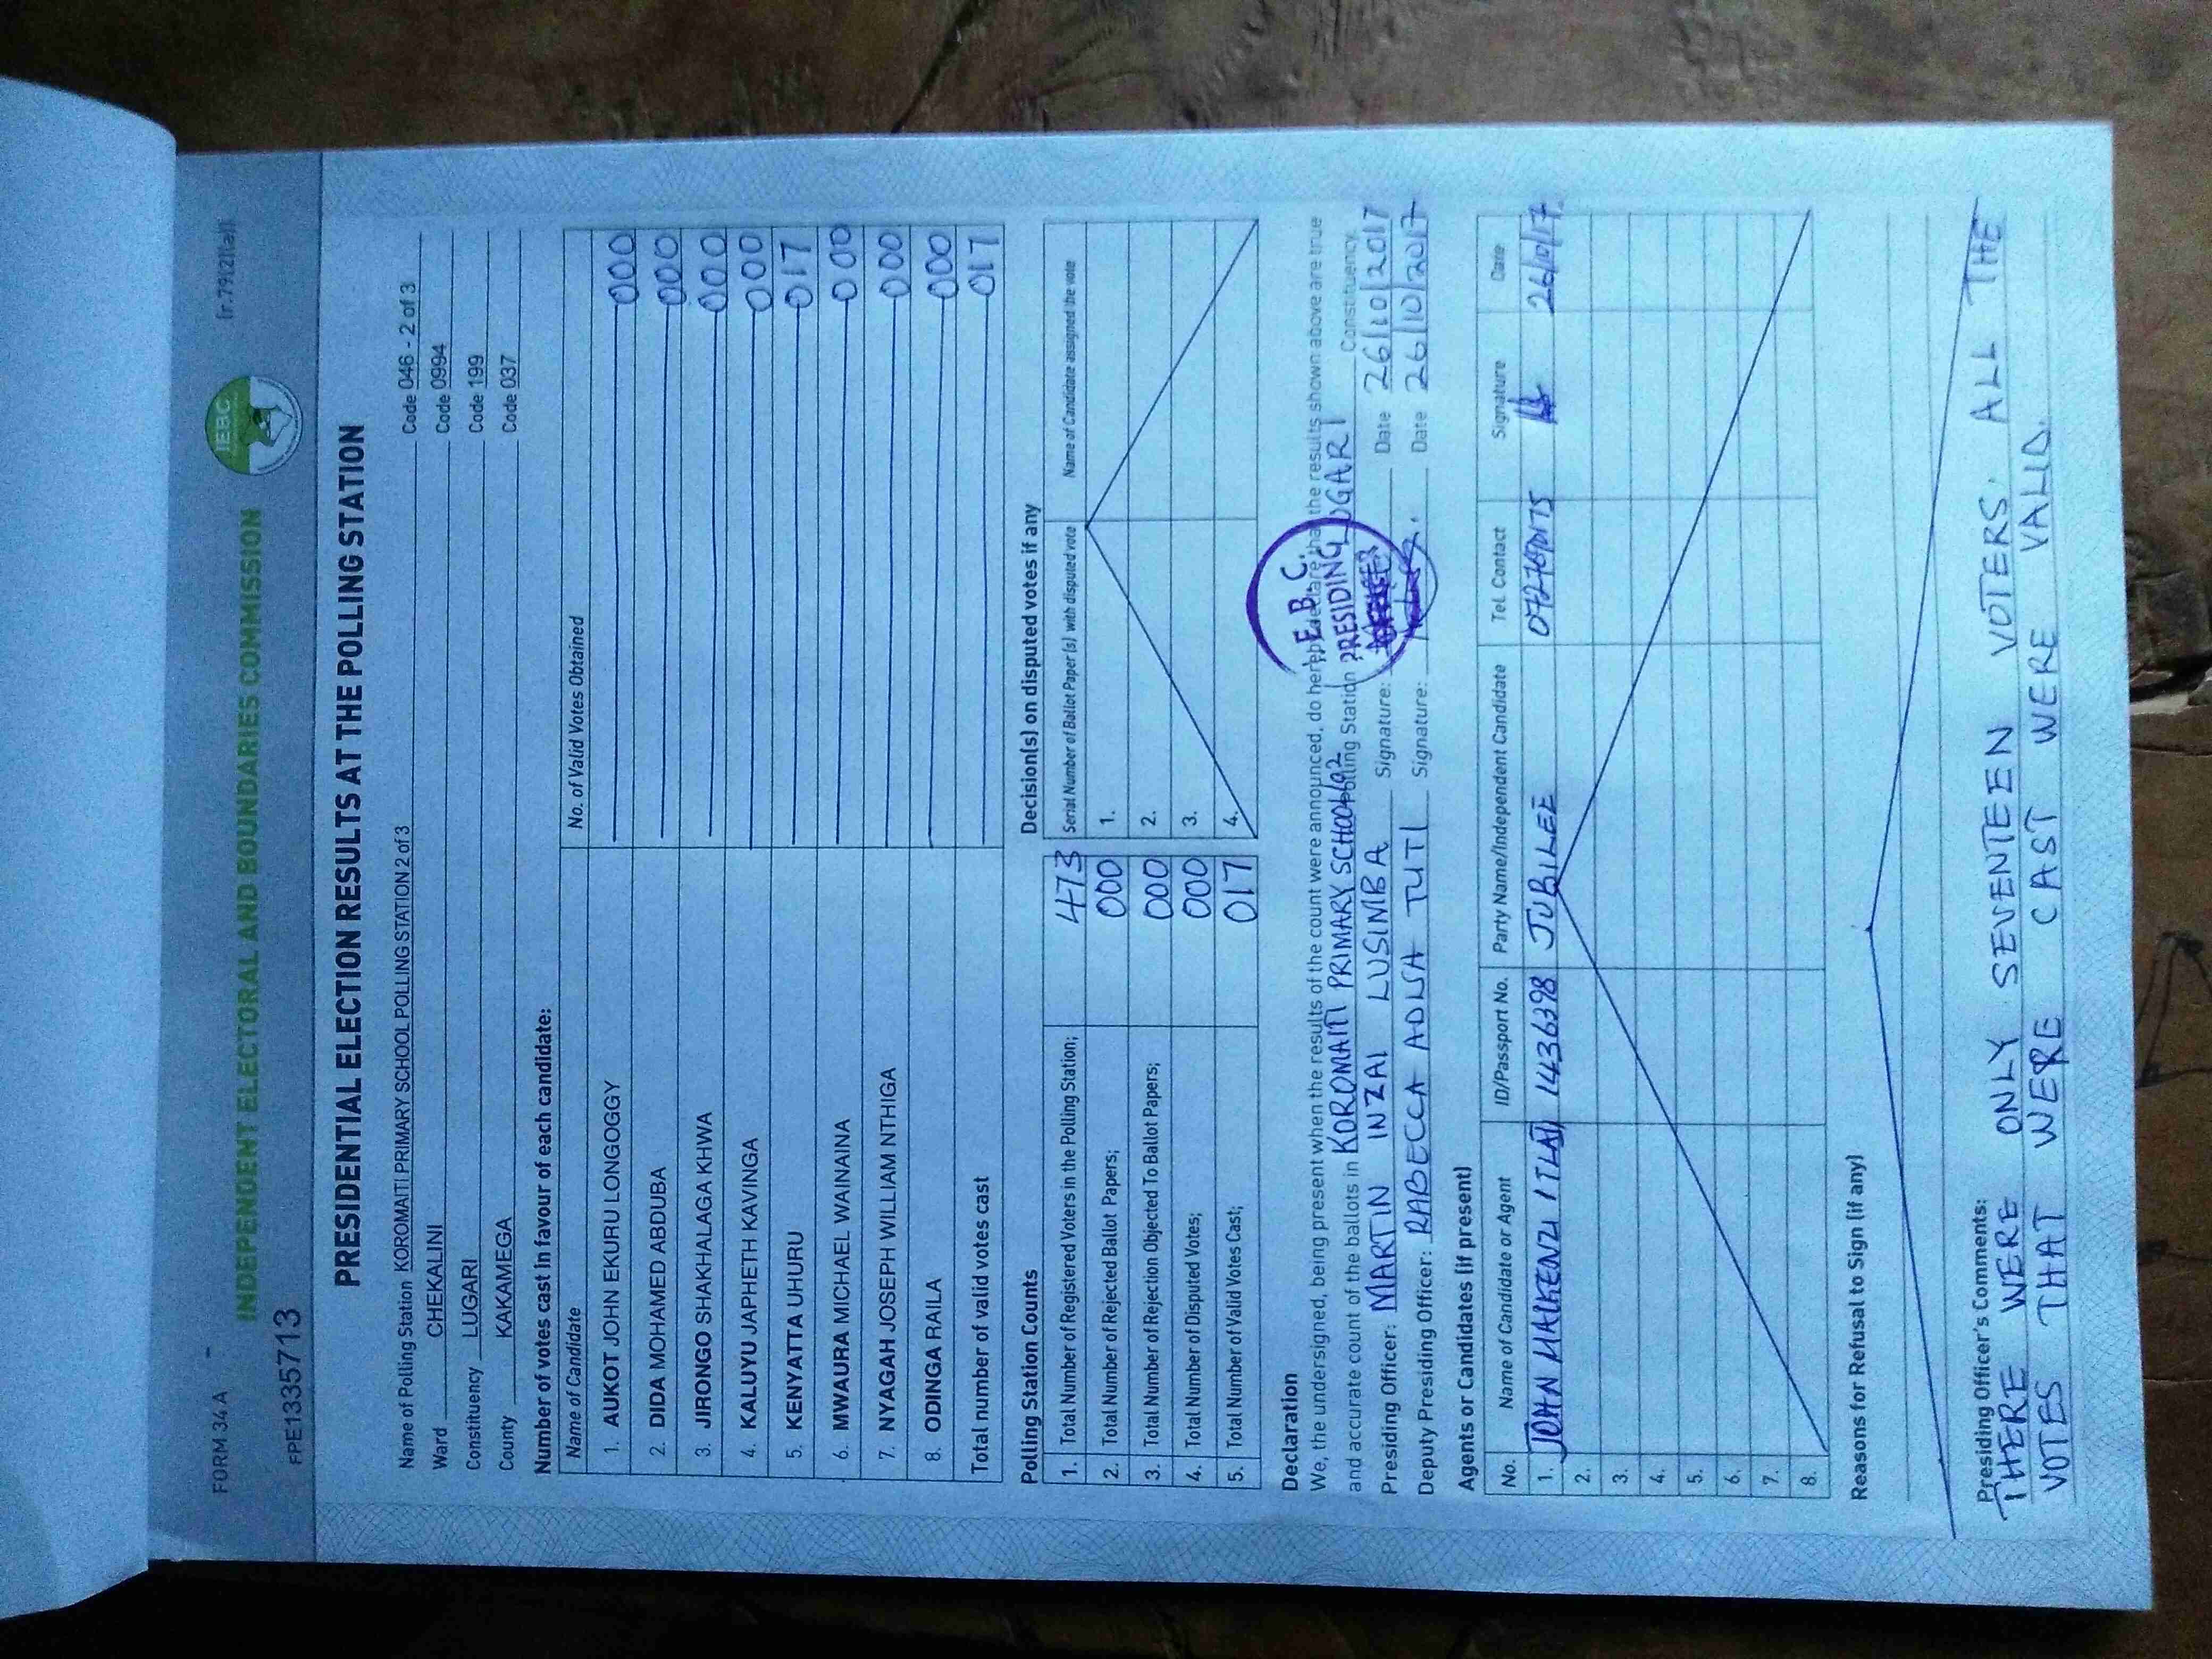 FORM 34 A
INDEPENDENT ELECTORAL AND BOUNDARIES COMMISSION
IEBC
(r.79(2)(a))
FPE1335713
PRESIDENTIAL ELECTION RESULTS AT THE POLLING STATION
Name of Polling Station KOROMAITI PRIMARY SCHOOL POLLING STATION 2 of 3 Code 046 - 2 of 3
Ward CHEKALINI Code 0994
Constituency LUGARI Code 199
County KAKAMEGA Code 037
Number of votes cast in favour of each candidate:
Name of Candidate No. of Valid Votes Obtained
1. AUKOT JOHN EKURU LONGOGGY 000
2. DIDA MOHAMED ABDUBA 000
3. JIRONGO SHAKHALAGA KHWA 000
4. KALUYU JAPHETH KAVINGA 000
5. KENYATTA UHURU 017
6. MWAURA MICHAEL WAINAINA 000
7. NYAGAH JOSEPH WILLIAM NTHIGA 000
8. ODINGA RAILA 000
Total number of valid votes cast 017
Polling Station Counts
1. Total Number of Registered Voters in the Polling Station; 473
2. Total Number of Rejected Ballot Papers; 000
3. Total Number of Rejection Objected To Ballot Papers; 000
4. Total Number of Disputed Votes; 000
5. Total Number of Valid Votes Cast; 017
Decision(s) on disputed votes if any
Serial Number of Ballot Paper (s) with disputed vote Name of Candidate assigned the vote
1.
2.
3.
4.
Declaration
We, the undersigned, being present when the results of the count were announced, do hereby declare that the results shown above are true
and accurate count of the ballots in KOROMAITI PRIMARY SCHOOL Polling Station LUGARI Constituency.
I. E. B. C.
PRESIDING
Presiding Officer: MARTIN INZAI LUSIMBA Signature: Date 26/10/2017
Deputy Presiding Officer: RABECCA TUTI Signature: Date 26/10/2017
Agents or Candidates (if present)
No. Name of Candidate or Agent ID/Passport No. Party Name/Independent Candidate Tel. Contact Signature Date
1. JOHN 1436398 JUBILEE 26/10/17
2.
3.
4.
5.
6.
7.
8.
Reasons for Refusal to Sign (if any)
Presiding Officer's Comments:
THERE WERE ONLY SEVENTEEN VOTERS. ALL THE
VOTES THAT WERE CAST WERE VALID.